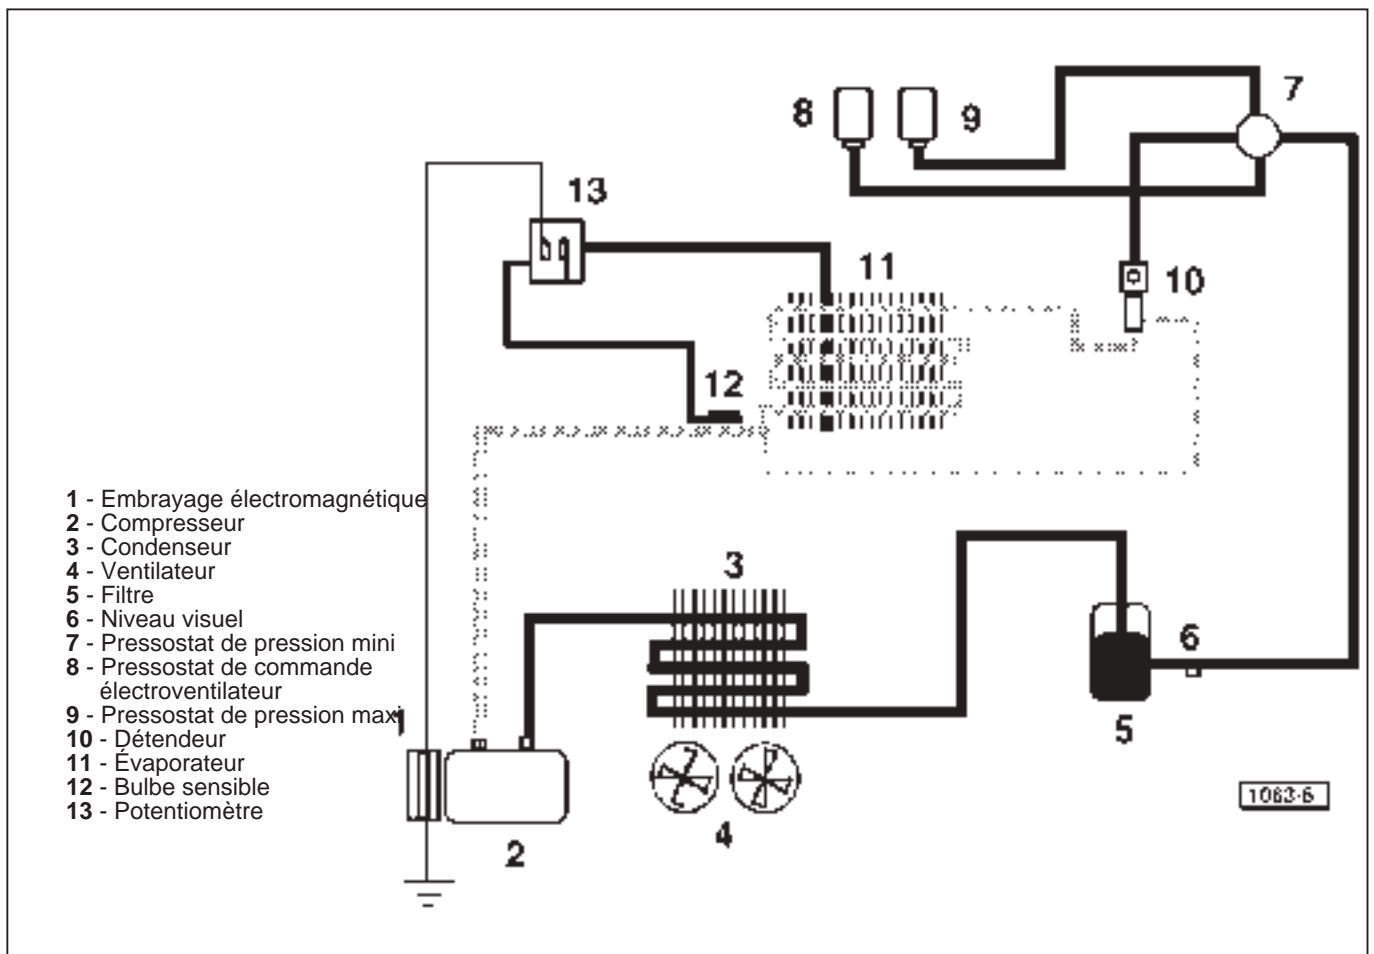 7
8
9
13
11
10
12
1 - Embrayage électromagnétique
2 - Compresseur
3 - Condenseur
4 - Ventilateur
5 - Filtre
6 - Niveau visuel
7 - Pressostat de pression mini
8 - Pressostat de commande
électroventilateur
9 - Pressostat de pression maxi
10 - Détendeur
11 - Évaporateur
12 - Bulbe sensible
13 - Potentiomètre
3
6
1
5
4
2
1063-6